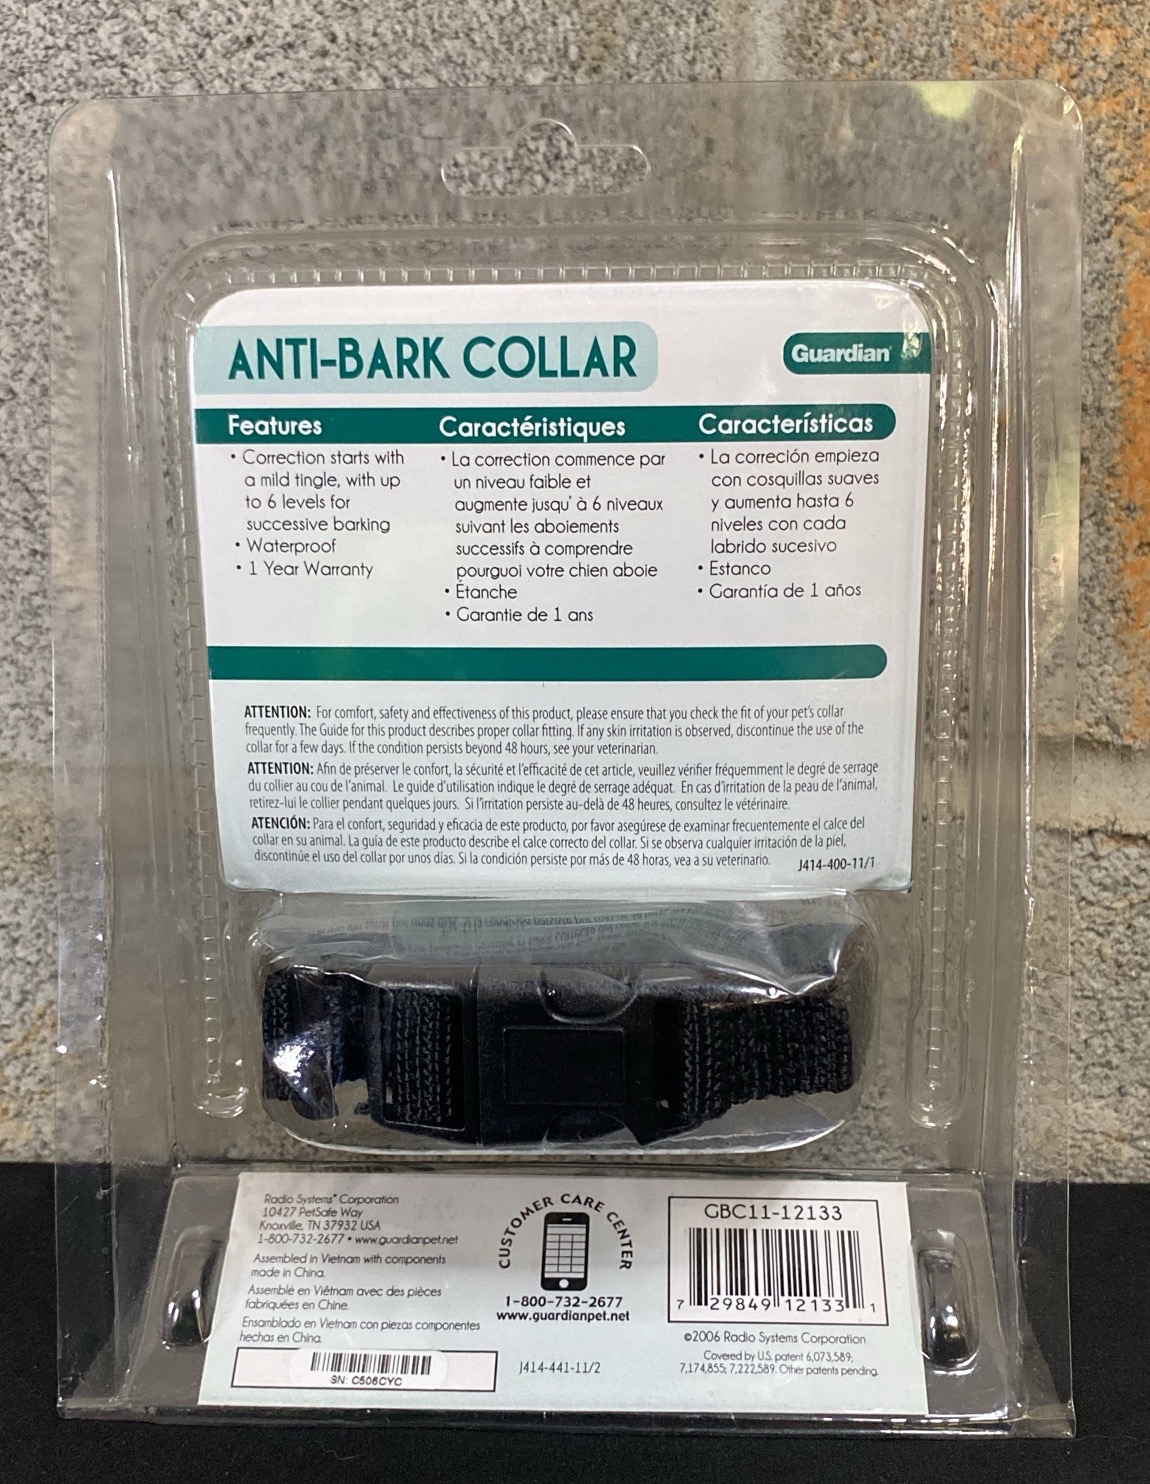 ANTI-BARK COLLAR
Guardian
Features
• Correction starts with
a mild tingle, with up
to 6 levels for
successive barking
• Waterproof
• 1 Year Warranty
Caractéristiques
• La correction commence par
un niveau faible et
augmente jusqu' à 6 niveaux
suivant les aboiements
successifs à comprendre
pourguoi votre chien aboie
• Étanche
• Garantie de 1 ans
Características
• La correción empieza
con cosquillas suaves
y aumenta hasta 6
niveles con cada
labrido sucesivo
• Estanco
• Garantía de 1 años
ATTENTION: For comfort, safety and effectiveness of this product, please ensure that you check the fit of your pet's collar
frequently. The Guide for this product describes proper collar fitting. If any skin irritation is observed, discontinue the use of the
collar for a few days. If the condition persists beyond 48 hours, see your veterinarian.
ATTENTION: Afin de préserver le confort, la sécurité et l'efficacité de cet article, veuillez vérifier fréquemment le degré de serrage
du collier au cou de l'animal. Le guide d'utilisation indique le degré de serrage adéquat. En cas d'irritation de la peau de l'animal,
retirez-lui le collier pendant quelques jours. Si l'irritation persiste au-delà de 48 heures, consultez le vétérinaire.
ATENCIÓN: Para el confort, seguridad y eficacia de este producto, por favor asegúrese de examinar frecuentemente el calce del
collar en su animal. La guía de este producto describe el calce correcto del collar. Si se observa cualquier irritación de la piel,
discontinúe el uso del collar por unos días. Si la condición persiste por más de 48 horas, vea a su veterinario.
J414-400-11/1
Radio Systems® Corporation
10427 PetSafe Way
Knoxville, TN 37932 USA
1-800-732-2677 • www.guardianpet.net
Assembled in Vietnam with components
made in China.
Assemblé en Viêtnam avec des pièces
fabriquées en Chine.
Ensamblado en Vietnam con piezas componentes
hechas en China.
SN: C506CYC
CUSTOMER CARE CENTER
1-800-732-2677
www.guardianpet.net
J414-441-11/2
GBC11-12133
7 29849 12133 1
©2006 Radio Systems Corporation
Covered by U.S. patent 6,073,589;
7,174,855; 7,222,589. Other patents pending.